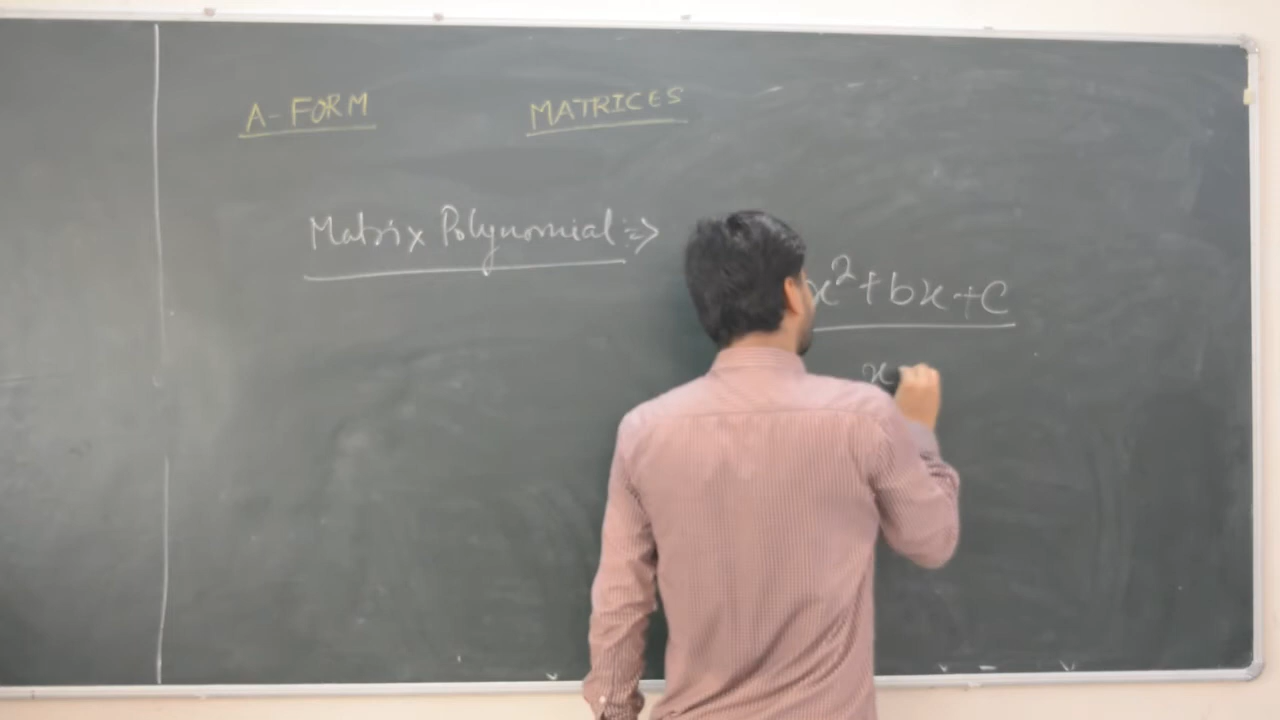 A-FORM MATRICES
Matrix Polynomial :=>
x² + bx + c
x